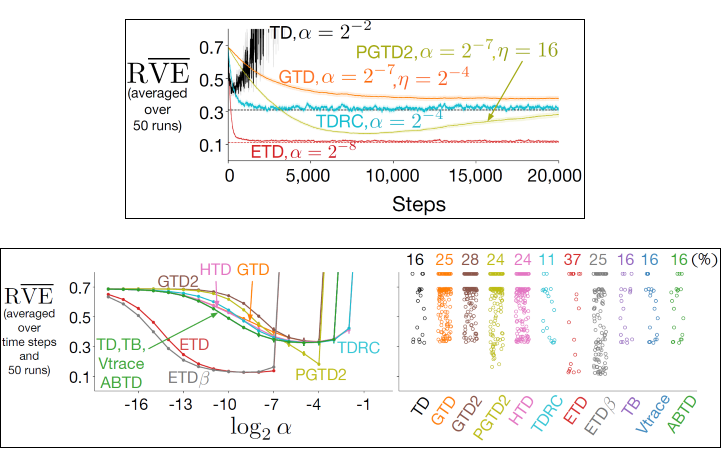 TD, α = 2⁻²
PGTD2, α = 2⁻⁷, η = 16
GTD, α = 2⁻⁷, η = 2⁻⁴
TDRC, α = 2⁻⁴
ETD, α = 2⁻⁸
RV̅E̅
(averaged
over
50 runs)
0.7
0.5
0.3
0.1
0
5,000
10,000
15,000
20,000
Steps
RV̅E̅
(averaged
over
time steps
and
50 runs)
0.7
0.5
0.3
0.1
GTD2
HTD
GTD
TD,TB,
Vtrace
ABTD
ETD
ETDβ
PGTD2
TDRC
-16
-13
-10
-7
-4
-1
log₂ α
16 25 28 24 24 11 37 25 16 16 16 (%)
TD
GTD
GTD2
PGTD2
HTD
TDRC
ETD
ETDβ
TB
Vtrace
ABTD